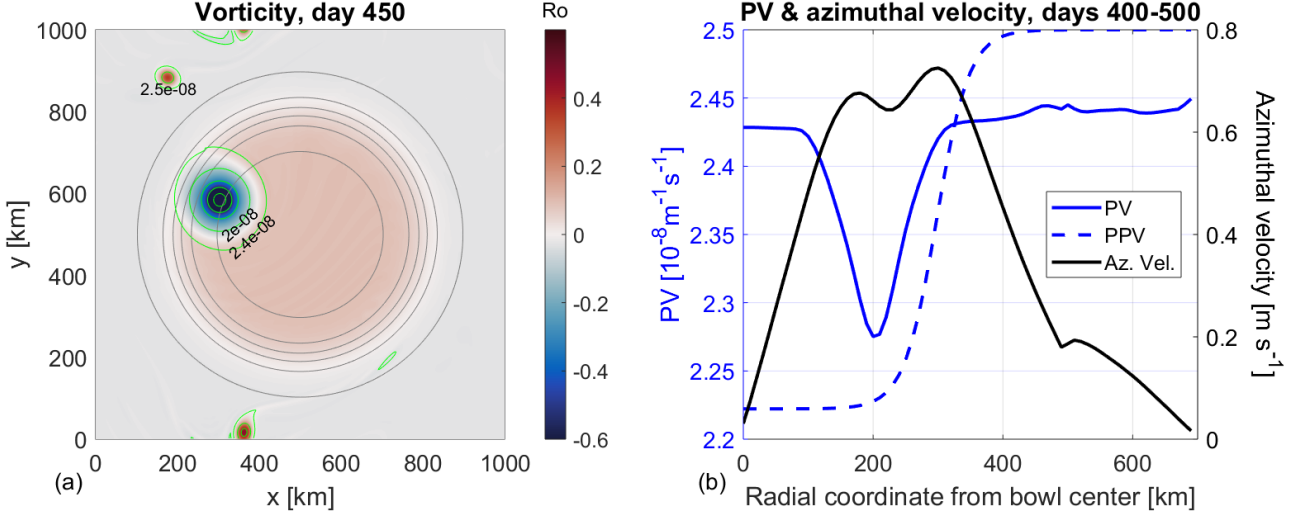 Vorticity, day 450
Ro
1000
800
600
400
200
0
y [km]
2.5e-08
2e-08
2.4e-08
0 200 400 600 800 1000
x [km]
(a)
0.4
0.2
0
-0.2
-0.4
-0.6
PV & azimuthal velocity, days 400-500
2.5
2.45
2.4
2.35
2.3
2.25
2.2
PV [10⁻⁸m⁻¹s⁻¹]
PV
PPV
Az. Vel.
0.8
0.6
0.4
0.2
0
Azimuthal velocity [m s⁻¹]
0 200 400 600
(b)
Radial coordinate from bowl center [km]